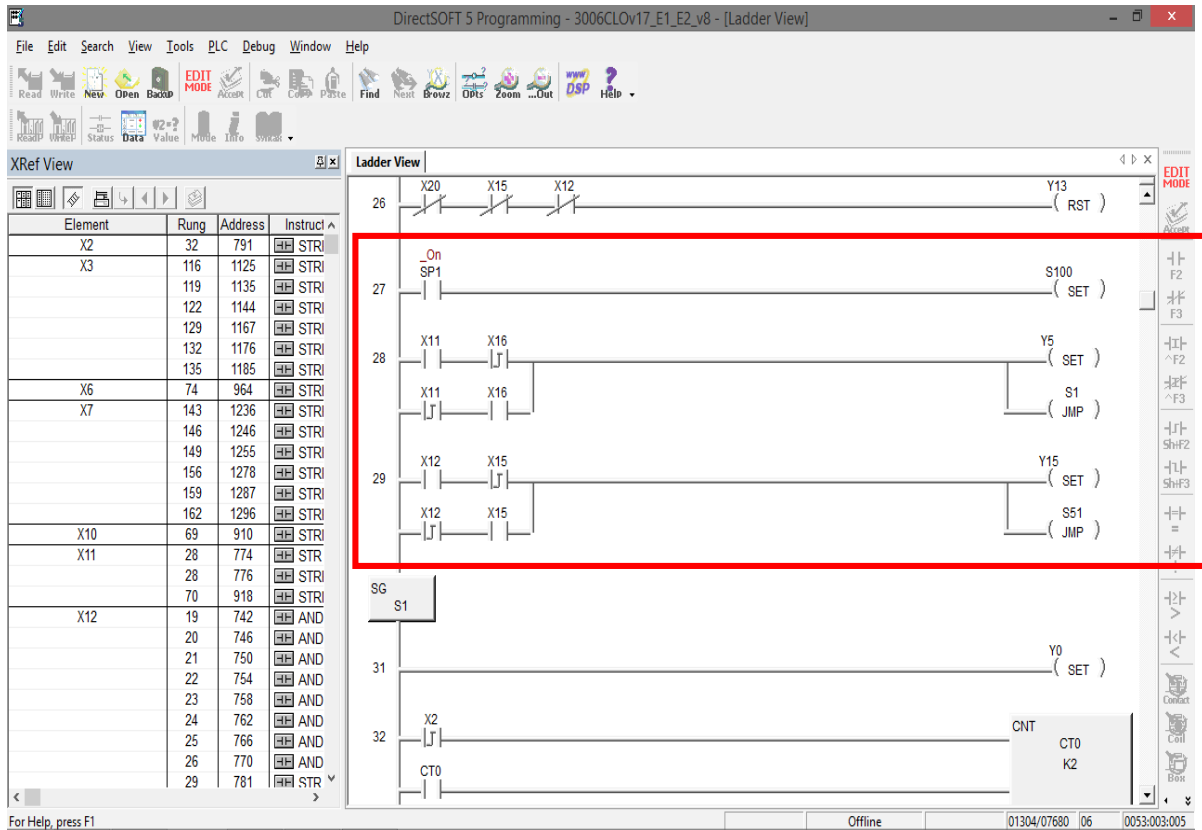 DirectSOFT 5 Programming - 3006CLOv17_E1_E2_v8 - [Ladder View]
File Edit Search View Tools PLC Debug Window Help
Read Write New Open Backup EDIT MODE Accept Cut Copy Paste Find Next Browz Opts Zoom ...Out WWW DSP Help
ReadP WriteP Status Data Value Mode Info
XRef View
Element Rung Address Instruct
X2 32 791 STRI
X3 116 1125 STRI
119 1135 STRI
122 1144 STRI
129 1167 STRI
132 1176 STRI
135 1185 STRI
X6 74 964 STRI
X7 143 1236 STRI
146 1246 STRI
149 1255 STRI
156 1278 STRI
159 1287 STRI
162 1296 STRI
X10 69 910 STRI
X11 28 774 STR
28 776 STRI
70 918 STRI
X12 19 742 AND
20 746 AND
21 750 AND
22 754 AND
23 758 AND
24 762 AND
25 766 AND
26 770 AND
29 781 STR
Ladder View
X20 X15 X12 Y13
26 ( RST )
_On
SP1 S100
27 ( SET )
X11 X16 Y5
28 ( SET )
X11 X16 S1
( JMP )
X12 X15 Y15
29 ( SET )
X12 X15 S51
( JMP )
SG
S1
Y0
31 ( SET )
X2 CNT
32 CT0
CT0 K2
EDIT MODE
Accept
F2
F3
^F2
^F3
Sh+F2
Sh+F3
=
>
<
Contact
Coil
Box
For Help, press F1 Offline 01304/07680 06 0053:003:005